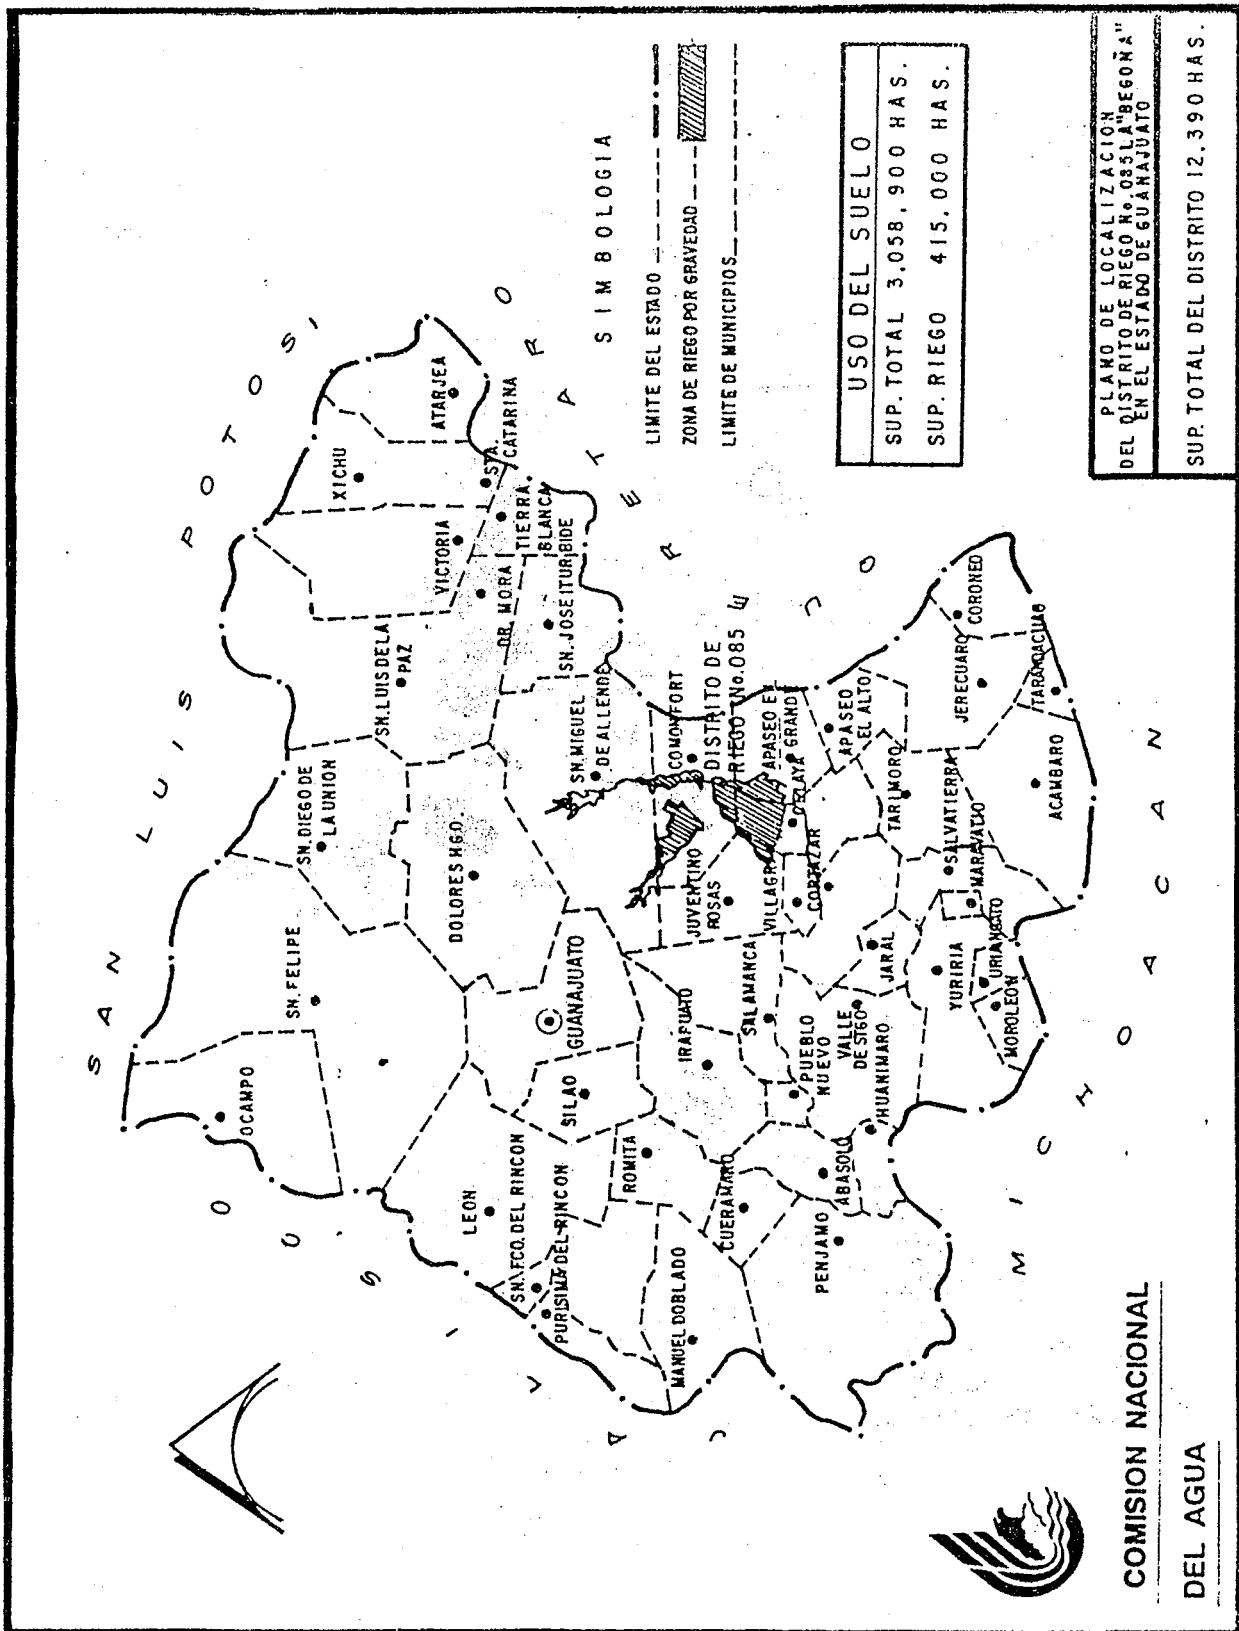 SAN LUIS POTOSI
JALISCO
QUERETARO
MICHOACAN
OCAMPO
SN. FELIPE
SN. DIEGO DE
LA UNION
SN. LUIS DE LA
PAZ
XICHU
ATARJEA
VICTORIA
STA.
CATARINA
TIERRA
BLANCA
DR. MORA
SN. JOSE ITURBIDE
DOLORES HGO.
SN. MIGUEL
DE ALLENDE
LEON
SN. FCO. DEL RINCON
PURISIMA DEL RINCON
SILAO
GUANAJUATO
ROMITA
MANUEL DOBLADO
IRAPUATO
CUERAMARO
SALAMANCA
JUVENTINO
ROSAS
COMONFORT
DISTRITO DE
RIEGO No. 085
VILLAGRAN
CELAYA
APASEO EL
GRANDE
APASEO
EL ALTO
CORTAZAR
TARIMORO
PUEBLO
NUEVO
VALLE
DE STGO
JARAL
ABASOLO
HUANIMARO
PENJAMO
SALVATIERRA
MARAVATIO
YURIRIA
URIANGATO
MOROLEON
JERECUARO
CORONEO
TARANDACUAO
ACAMBARO
SIMBOLOGIA
LIMITE DEL ESTADO
ZONA DE RIEGO POR GRAVEDAD
LIMITE DE MUNICIPIOS
USO DEL SUELO
SUP. TOTAL 3,058,900 HAS.
SUP. RIEGO 415,000 HAS.
COMISION NACIONAL
DEL AGUA
PLANO DE LOCALIZACION
DEL DISTRITO DE RIEGO No. 085 LA "BEGOÑA"
EN EL ESTADO DE GUANAJUATO
SUP. TOTAL DEL DISTRITO 12,390 HAS.